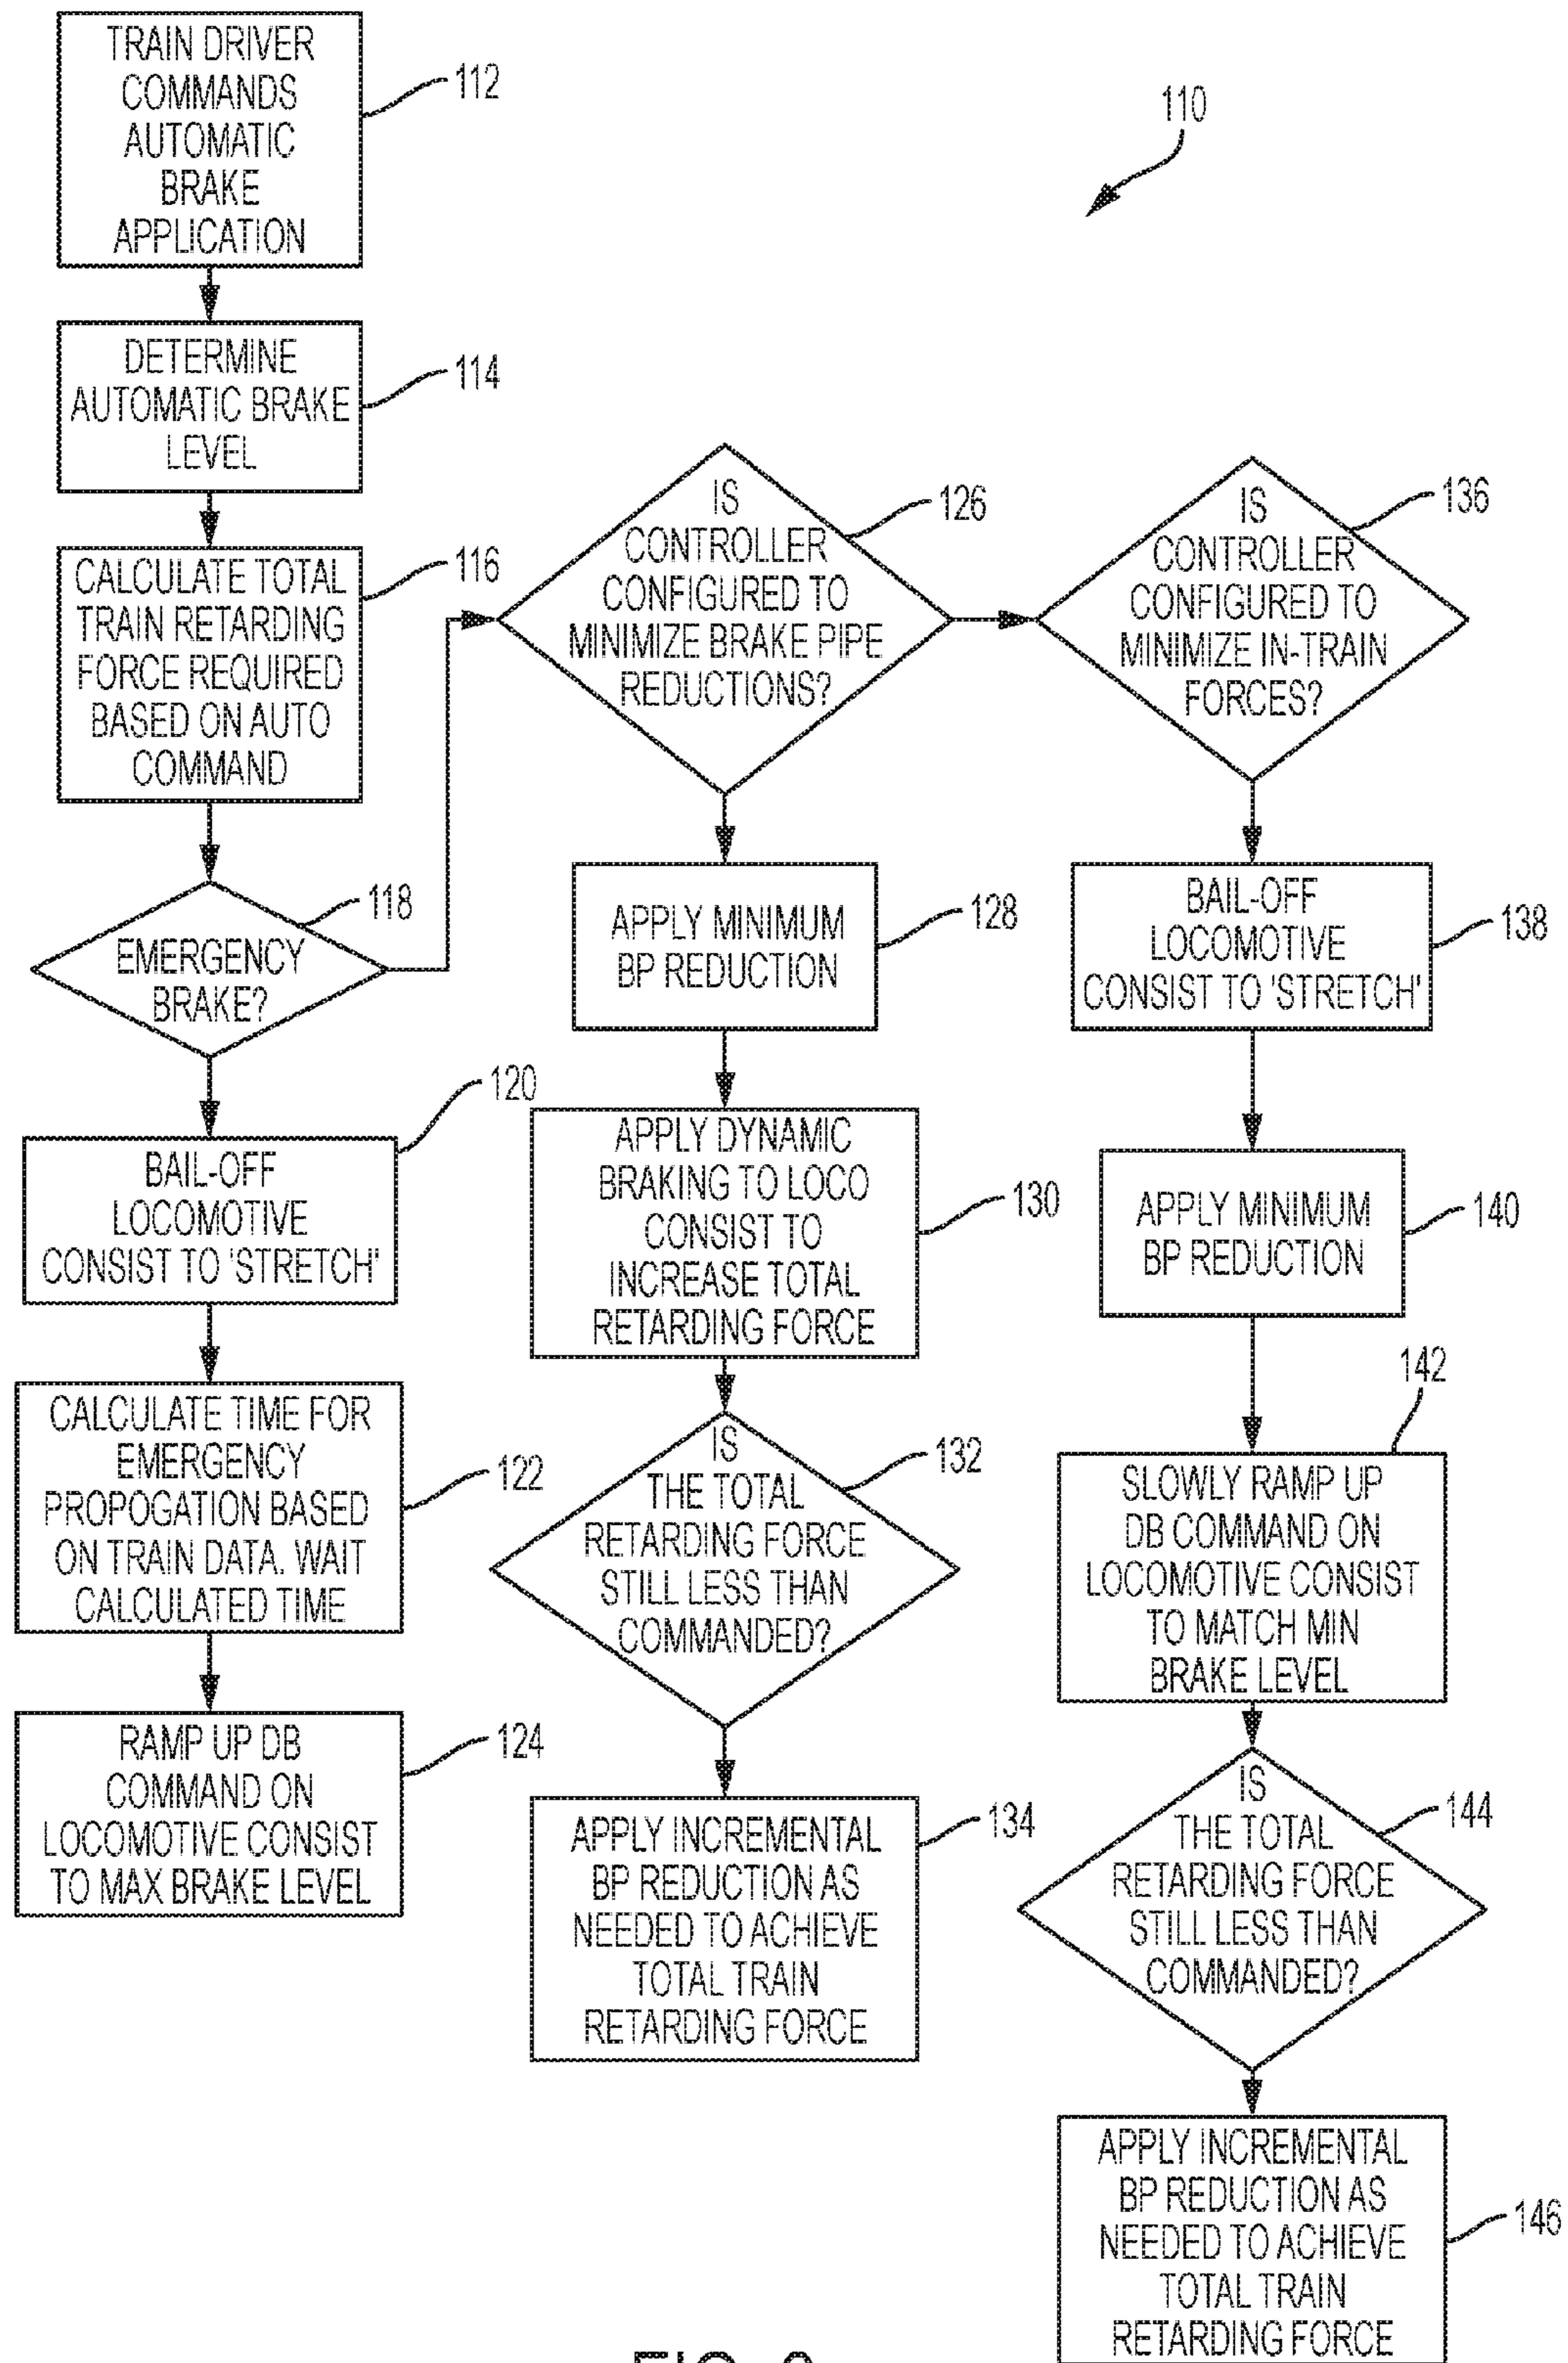 TRAIN DRIVER
COMMANDS
AUTOMATIC
BRAKE
APPLICATION
112
110
DETERMINE
AUTOMATIC BRAKE
LEVEL
114
CALCULATE TOTAL
TRAIN RETARDING
FORCE REQUIRED
BASED ON AUTO
COMMAND
116
EMERGENCY
BRAKE?
118
BAIL-OFF
LOCOMOTIVE
CONSIST TO 'STRETCH'
120
CALCULATE TIME FOR
EMERGENCY
PROPOGATION BASED
ON TRAIN DATA. WAIT
CALCULATED TIME
122
RAMP UP DB
COMMAND ON
LOCOMOTIVE CONSIST
TO MAX BRAKE LEVEL
124
IS
CONTROLLER
CONFIGURED TO
MINIMIZE BRAKE PIPE
REDUCTIONS?
126
APPLY MINIMUM
BP REDUCTION
128
APPLY DYNAMIC
BRAKING TO LOCO
CONSIST TO
INCREASE TOTAL
RETARDING FORCE
130
IS
THE TOTAL
RETARDING FORCE
STILL LESS THAN
COMMANDED?
132
APPLY INCREMENTAL
BP REDUCTION AS
NEEDED TO ACHIEVE
TOTAL TRAIN
RETARDING FORCE
134
IS
CONTROLLER
CONFIGURED TO
MINIMIZE IN-TRAIN
FORCES?
136
BAIL-OFF
LOCOMOTIVE
CONSIST TO 'STRETCH'
138
APPLY MINIMUM
BP REDUCTION
140
SLOWLY RAMP UP
DB COMMAND ON
LOCOMOTIVE CONSIST
TO MATCH MIN
BRAKE LEVEL
142
IS
THE TOTAL
RETARDING FORCE
STILL LESS THAN
COMMANDED?
144
APPLY INCREMENTAL
BP REDUCTION AS
NEEDED TO ACHIEVE
TOTAL TRAIN
RETARDING FORCE
146
FIG.